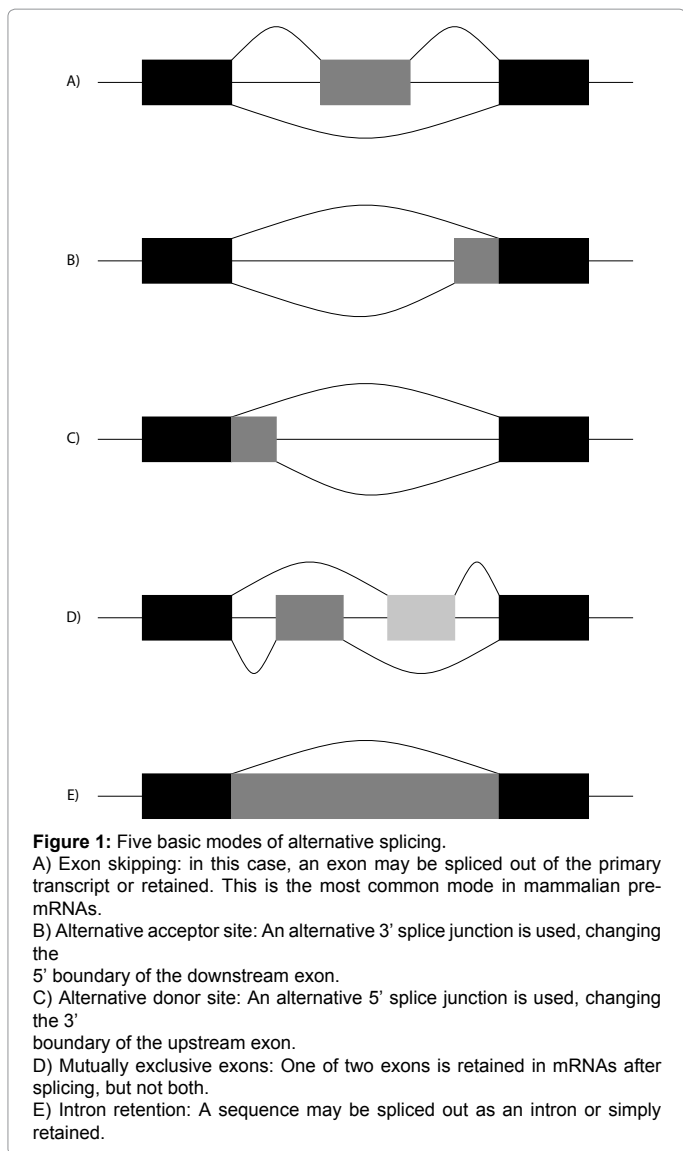 A)
B)
C)
D)
E)
Figure 1: Five basic modes of alternative splicing.
A) Exon skipping: in this case, an exon may be spliced out of the primary
transcript or retained. This is the most common mode in mammalian pre-
mRNAs.
B) Alternative acceptor site: An alternative 3’ splice junction is used, changing
the
5’ boundary of the downstream exon.
C) Alternative donor site: An alternative 5’ splice junction is used, changing
the 3’
boundary of the upstream exon.
D) Mutually exclusive exons: One of two exons is retained in mRNAs after
splicing, but not both.
E) Intron retention: A sequence may be spliced out as an intron or simply
retained.